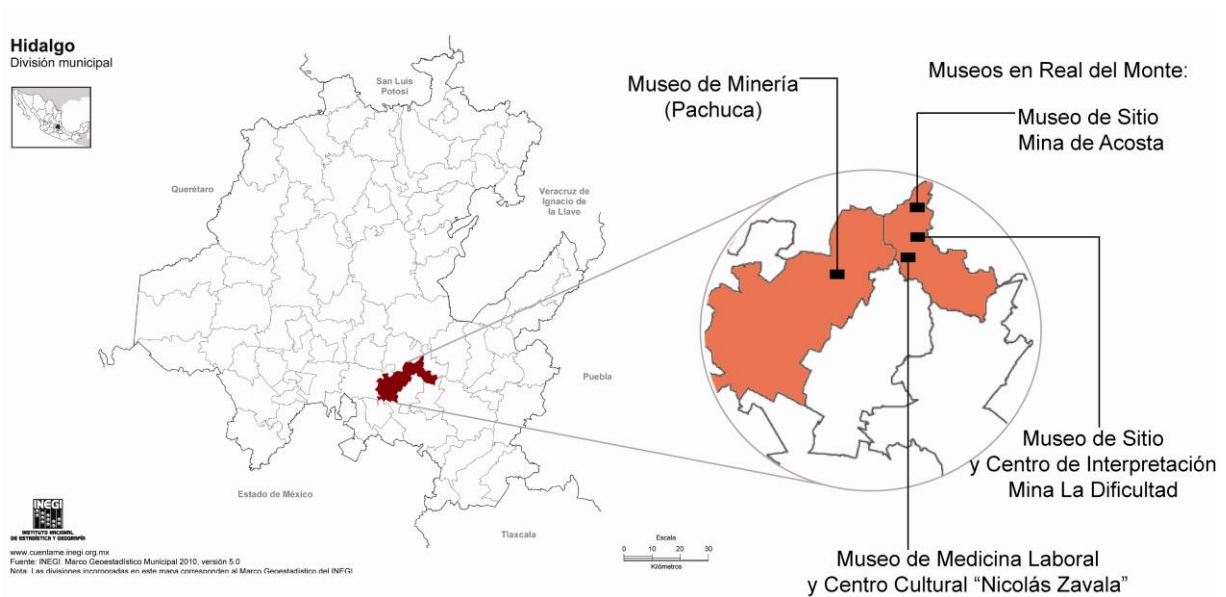 Hidalgo
División municipal
San Luis
Potosí
Querétaro
Veracruz de
Ignacio de
la Llave
Puebla
Estado de México
Tlaxcala
Museo de Minería
(Pachuca)
Museos en Real del Monte:
Museo de Sitio
Mina de Acosta
Museo de Sitio
y Centro de Interpretación
Mina La Dificultad
Museo de Medicina Laboral
y Centro Cultural “Nicolás Zavala”
Escala
0 10 20 30
Kilómetros
INEGI
INSTITUTO NACIONAL
DE ESTADÍSTICA Y GEOGRAFÍA
www.cuentame.inegi.org.mx
Fuente: INEGI. Marco Geoestadístico Municipal 2010, versión 5.0
Nota: Las divisiones incorporadas en este mapa corresponden al Marco Geoestadístico del INEGI